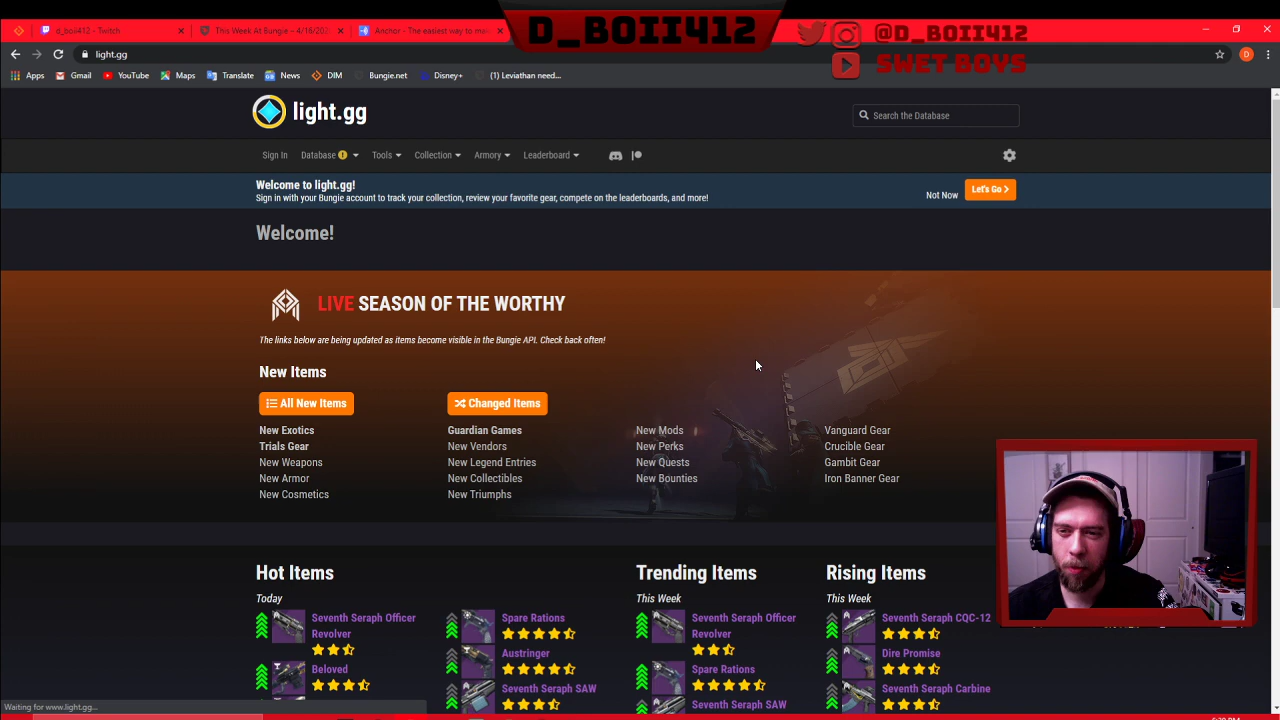 D_BOII412
@D_BOII412
SWET BOYS
d_boii412 - Twitch
This Week At Bungie – 4/16/202
Anchor - The easiest way to mak
light.gg
Apps
Gmail
YouTube
Maps
Translate
News
DIM
Bungie.net
Disney+
(1) Leviathan need...
light.gg
Search the Database
Sign In
Database
Tools
Collection
Armory
Leaderboard
Welcome to light.gg!
Sign in with your Bungie account to track your collection, review your favorite gear, compete on the leaderboards, and more!
Not Now
Let's Go
Welcome!
LIVE SEASON OF THE WORTHY
The links below are being updated as items become visible in the Bungie API. Check back often!
New Items
All New Items
Changed Items
New Exotics
Trials Gear
New Weapons
New Armor
New Cosmetics
Guardian Games
New Vendors
New Legend Entries
New Collectibles
New Triumphs
New Mods
New Perks
New Quests
New Bounties
Vanguard Gear
Crucible Gear
Gambit Gear
Iron Banner Gear
Hot Items
Today
Seventh Seraph Officer
Revolver
Beloved
Spare Rations
Austringer
Seventh Seraph SAW
Trending Items
This Week
Seventh Seraph Officer
Revolver
Spare Rations
Seventh Seraph SAW
Rising Items
This Week
Seventh Seraph CQC-12
Dire Promise
Seventh Seraph Carbine
Waiting for www.light.gg...